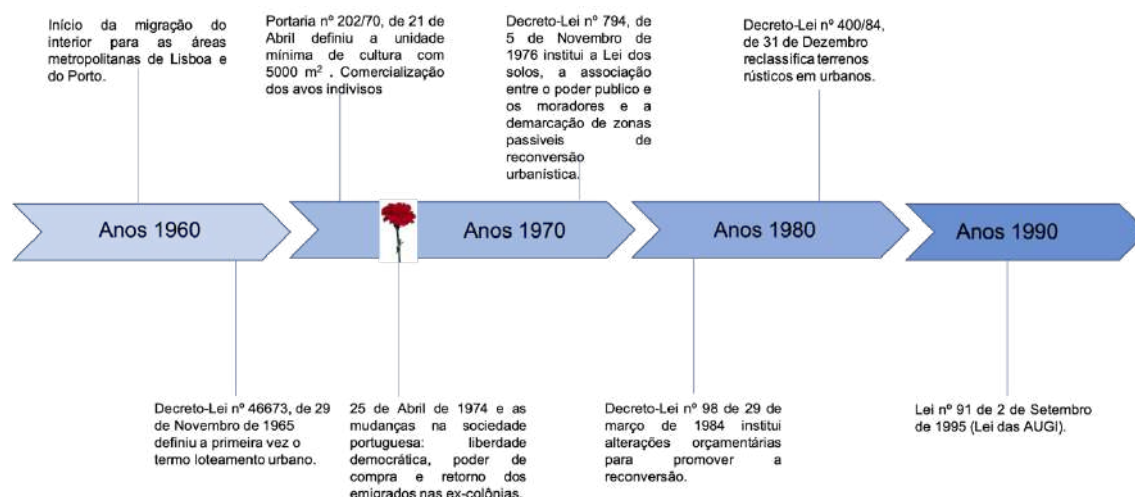 Início da migração do
interior para as áreas
metropolitanas de Lisboa e
do Porto.
Portaria nº 202/70, de 21 de
Abril definiu a unidade
mínima de cultura com
5000 m² . Comercialização
dos avos indivisos
Decreto-Lei nº 794, de
5 de Novembro de
1976 institui a Lei dos
solos, a associação
entre o poder publico e
os moradores e a
demarcação de zonas
passiveis de
reconversão
urbanística.
Decreto-Lei nº 400/84,
de 31 de Dezembro
reclassifica terrenos
rústicos em urbanos.
Anos 1960
Anos 1970
Anos 1980
Anos 1990
Decreto-Lei nº 46673, de 29
de Novembro de 1965
definiu a primeira vez o
termo loteamento urbano.
25 de Abril de 1974 e as
mudanças na sociedade
portuguesa: liberdade
democrática, poder de
compra e retorno dos
emigrados nas ex-colônias.
Decreto-Lei nº 98 de 29 de
março de 1984 institui
alterações orçamentárias
para promover a
reconversão.
Lei nº 91 de 2 de Setembro
de 1995 (Lei das AUGI).